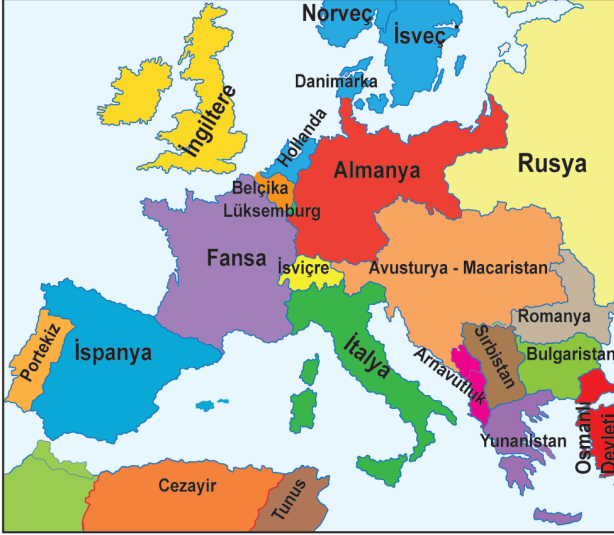 Norveç
İsveç
Danimarka
İngiltere
Hollanda
Almanya
Rusya
Belçika
Lüksemburg
Fansa
İsviçre
Avusturya - Macaristan
Romanya
Portekiz
İspanya
İtalya
Arnavutluk
Sırbistan
Bulgaristan
Yunanistan
Osmanlı
Devleti
Cezayir
Tunus